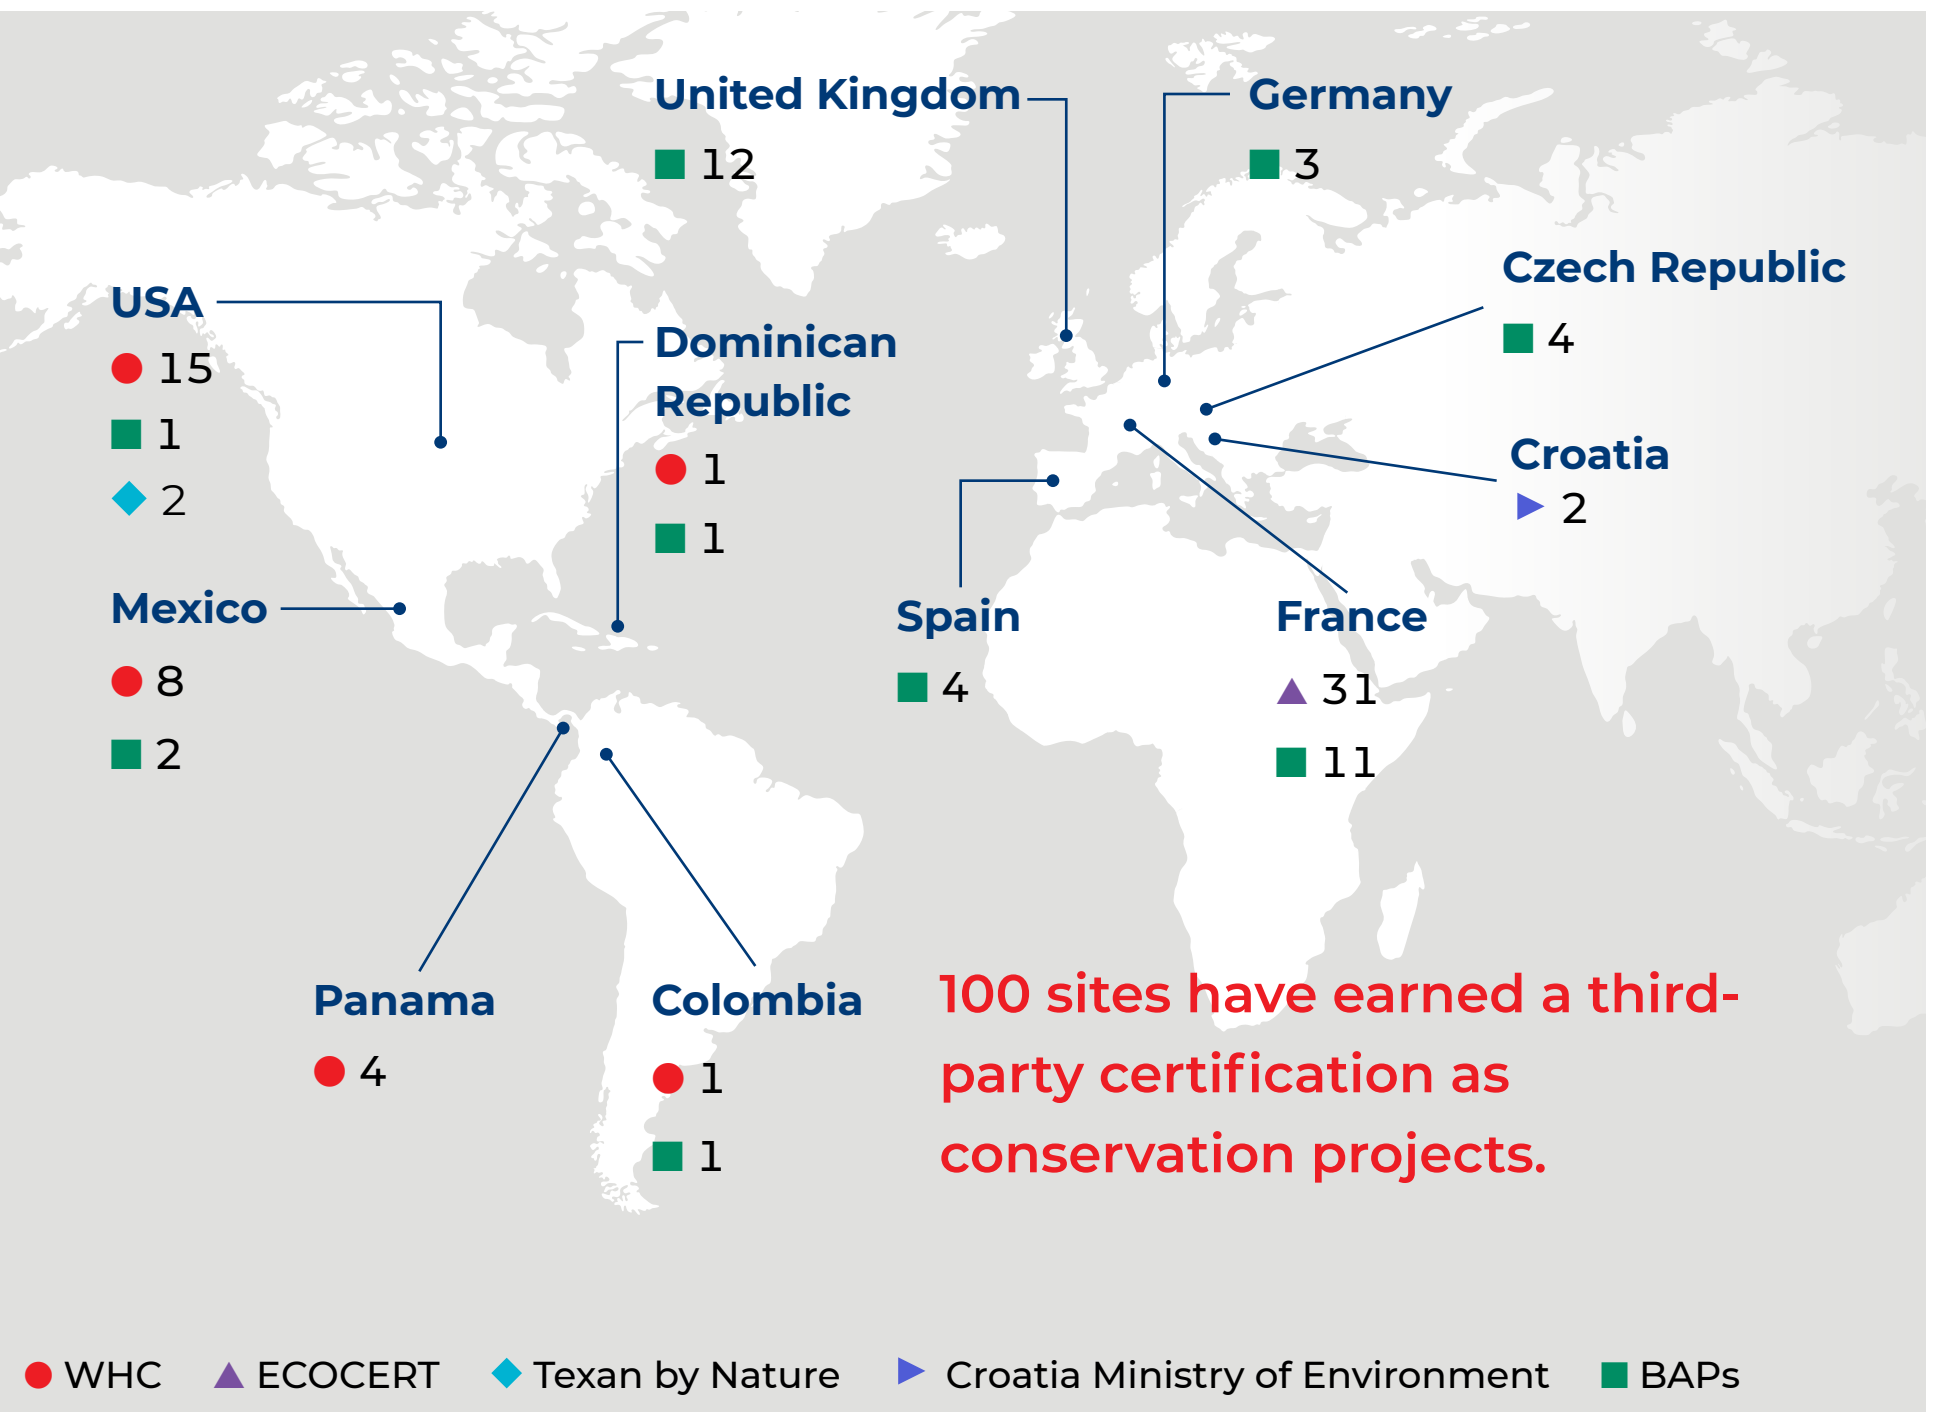 United Kingdom
12
Germany
3
Czech Republic
4
USA
15
1
2
Dominican
Republic
1
1
Croatia
2
Mexico
8
2
Spain
4
France
31
11
Panama
4
Colombia
1
1
100 sites have earned a third-
party certification as
conservation projects.
WHC ECOCERT Texan by Nature Croatia Ministry of Environment BAPs